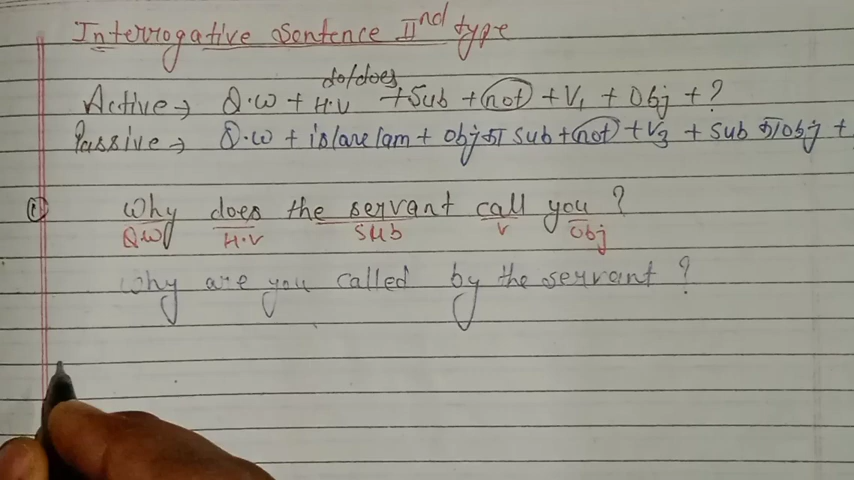 Interrogative Sentence IInd type
do/does
Active → Q.W + H.V + Sub + not + V1 + Obj + ?
Passive → Q.W + is/are/am + Obj का sub + not + V3 + sub का obj +
① Why does the servant call you ?
Q.W H.V Sub V Obj
Why are you called by the servant ?